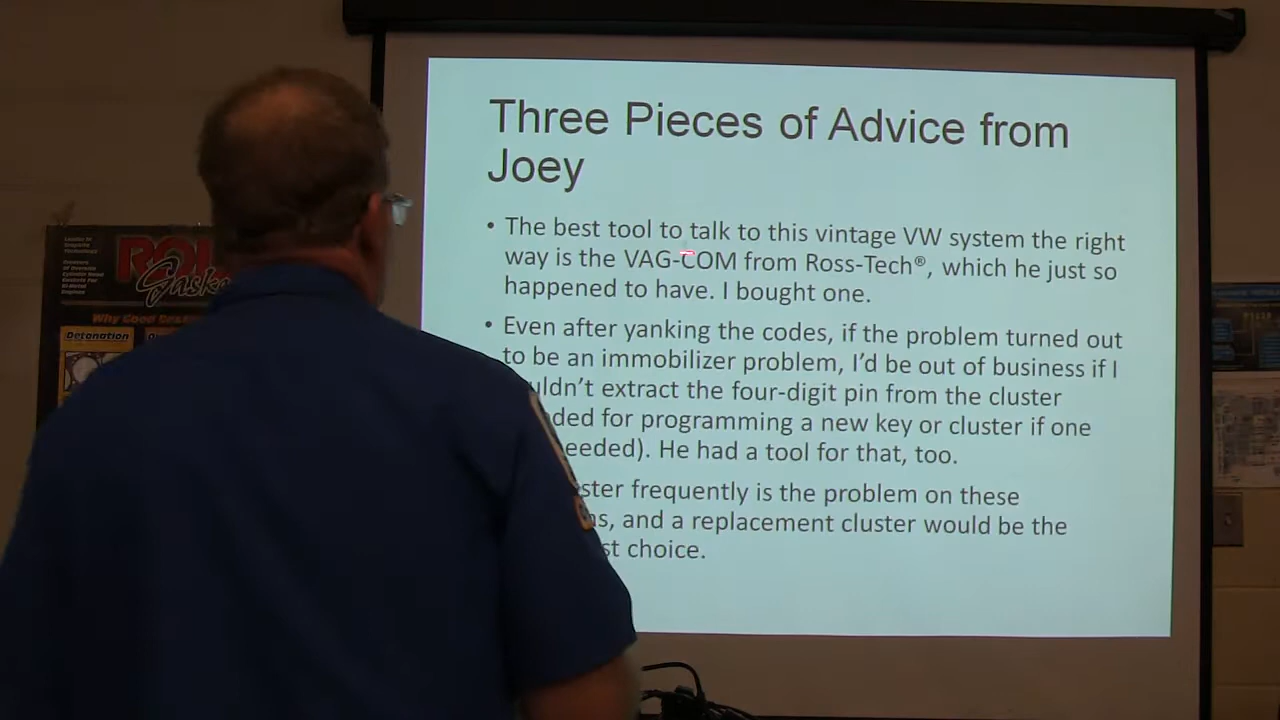 Three Pieces of Advice from
Joey
• The best tool to talk to this vintage VW system the right
way is the VAG-COM from Ross-Tech®, which he just so
happened to have. I bought one.
• Even after yanking the codes, if the problem turned out
to be an immobilizer problem, I'd be out of business if I
uldn't extract the four-digit pin from the cluster
ded for programming a new key or cluster if one
eeded). He had a tool for that, too.
ster frequently is the problem on these
ns, and a replacement cluster would be the
st choice.
ROL
Gaske
Why Good Gas
Detonation